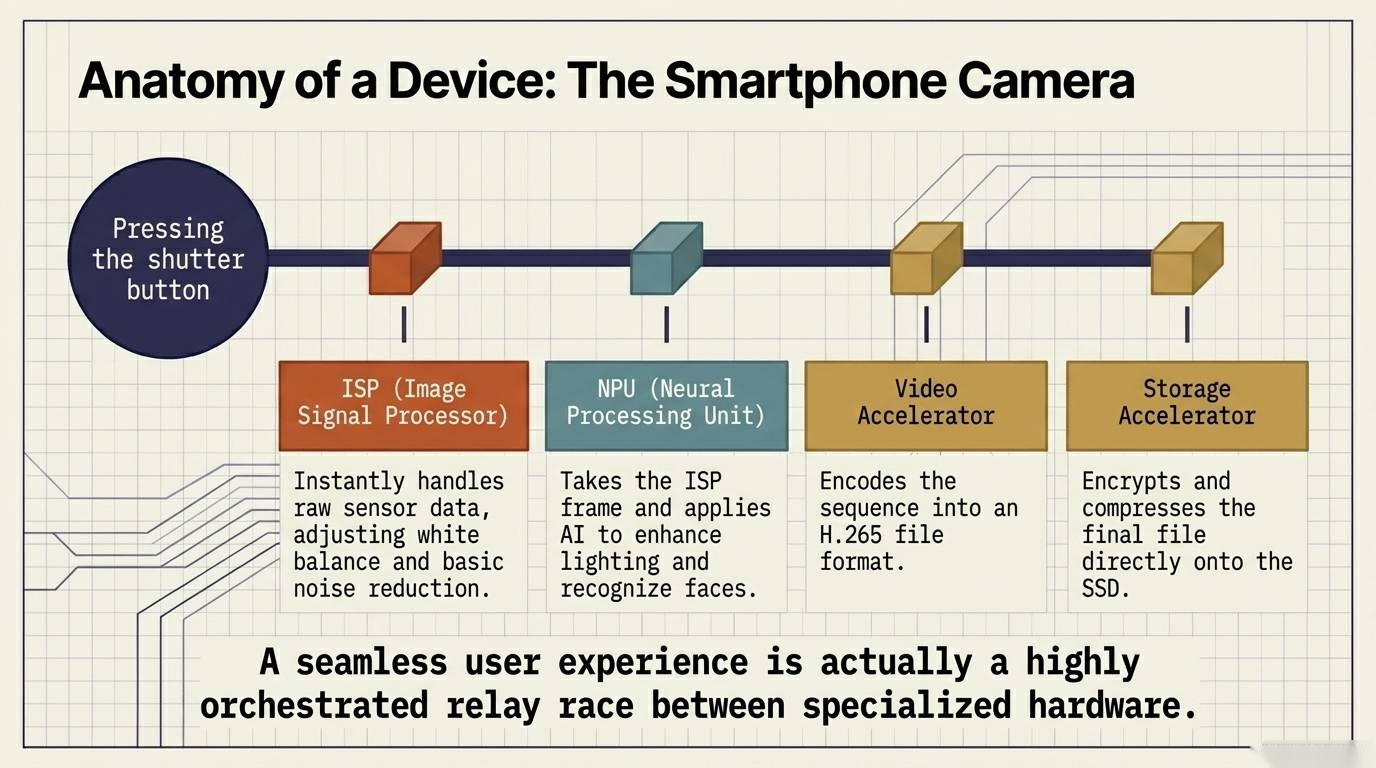 Anatomy of a Device: The Smartphone Camera
Pressing
the shutter
button
ISP (Image
Signal Processor)
Instantly handles
raw sensor data,
adjusting white
balance and basic
noise reduction.
NPU (Neural
Processing Unit)
Takes the ISP
frame and applies
AI to enhance
lighting and
recognize faces.
Video
Accelerator
Encodes the
sequence into an
H.265 file
format.
Storage
Accelerator
Encrypts and
compresses the
final file
directly onto the
SSD.
A seamless user experience is actually a highly
orchestrated relay race between specialized hardware.